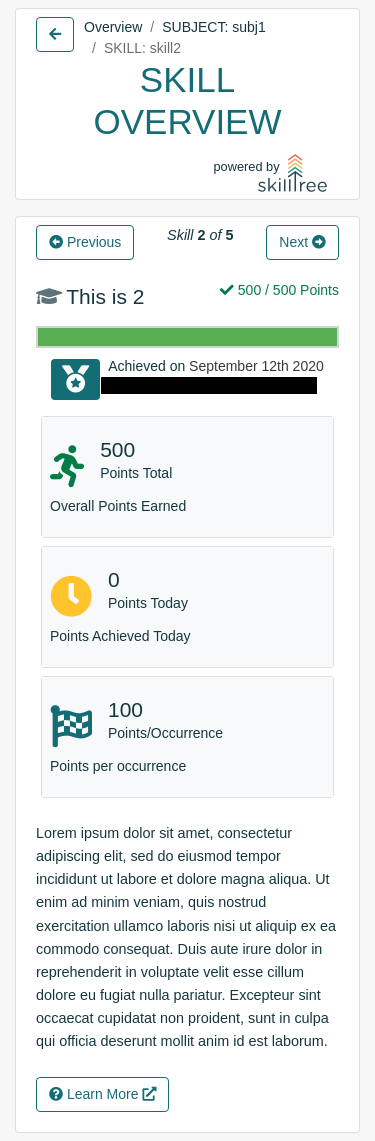 Overview / SUBJECT: subj1
/ SKILL: skill2
SKILL
OVERVIEW
powered by
skilltree
Previous
Skill 2 of 5
Next
This is 2
500 / 500 Points
Achieved on September 12th 2020
500
Points Total
Overall Points Earned
0
Points Today
Points Achieved Today
100
Points/Occurrence
Points per occurrence
Lorem ipsum dolor sit amet, consectetur
adipiscing elit, sed do eiusmod tempor
incididunt ut labore et dolore magna aliqua. Ut
enim ad minim veniam, quis nostrud
exercitation ullamco laboris nisi ut aliquip ex ea
commodo consequat. Duis aute irure dolor in
reprehenderit in voluptate velit esse cillum
dolore eu fugiat nulla pariatur. Excepteur sint
occaecat cupidatat non proident, sunt in culpa
qui officia deserunt mollit anim id est laborum.
Learn More